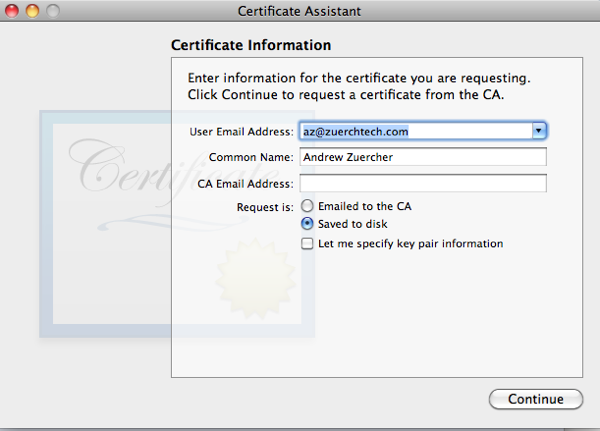 Certificate Assistant
Certificate Information
Enter information for the certificate you are requesting.
Click Continue to request a certificate from the CA.
User Email Address: az@zuerchtech.com
Common Name: Andrew Zuercher
CA Email Address:
Request is: Emailed to the CA
Saved to disk
Let me specify key pair information
Certificate
Continue